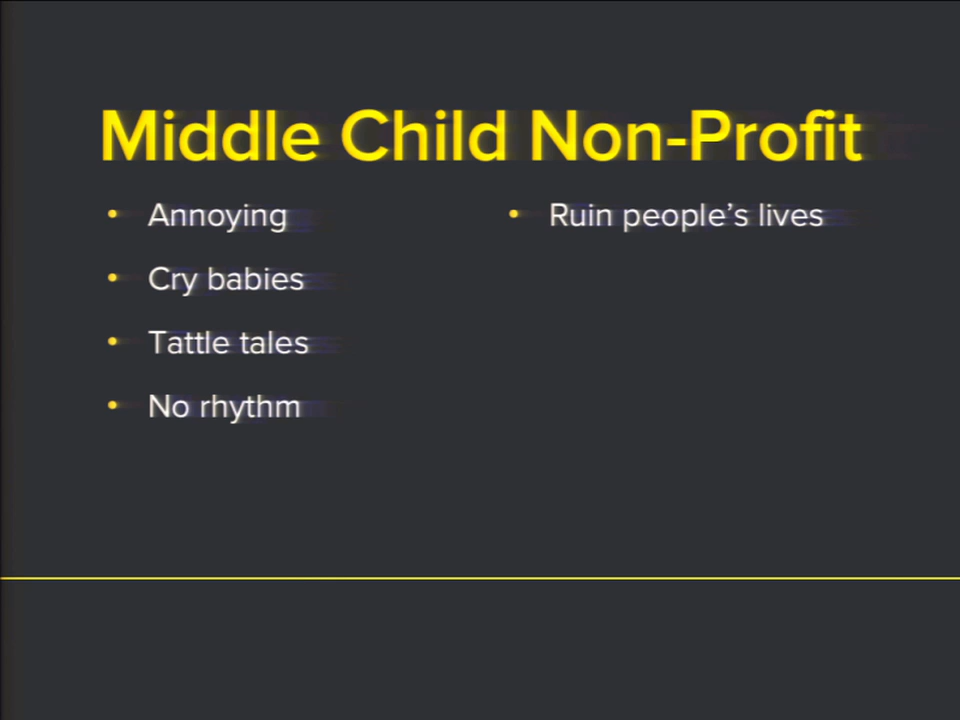 Middle Child Non-Profit
• Annoying
• Cry babies
• Tattle tales
• No rhythm
• Ruin people’s lives